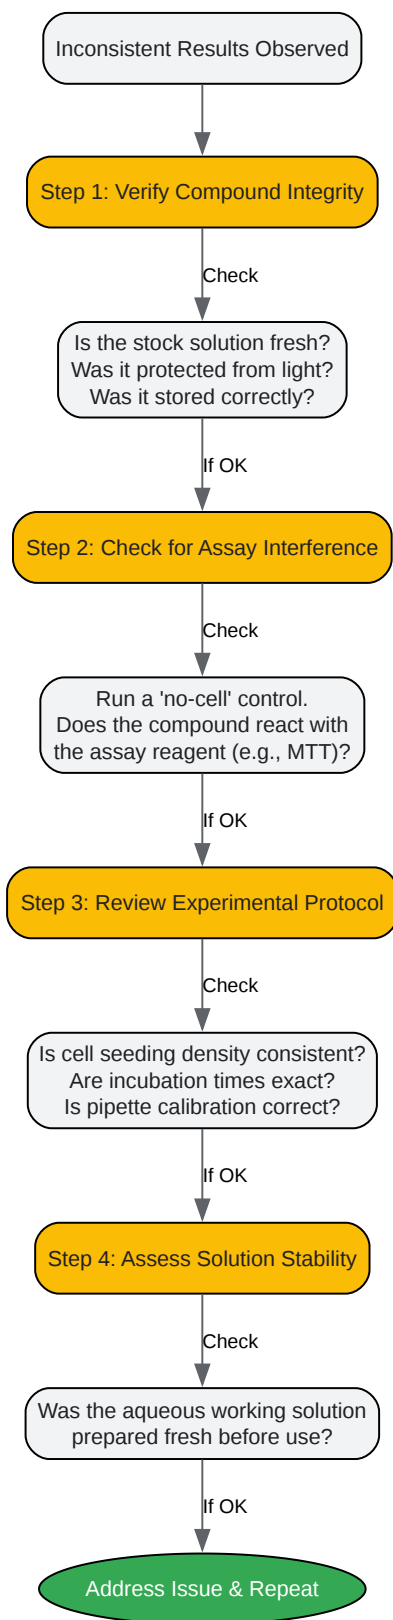 Inconsistent Results Observed
Step 1: Verify Compound Integrity
Check
Is the stock solution fresh?
Was it protected from light?
Was it stored correctly?
If OK
Step 2: Check for Assay Interference
Check
Run a 'no-cell' control.
Does the compound react with
the assay reagent (e.g., MTT)?
If OK
Step 3: Review Experimental Protocol
Check
Is cell seeding density consistent?
Are incubation times exact?
Is pipette calibration correct?
If OK
Step 4: Assess Solution Stability
Check
Was the aqueous working solution
prepared fresh before use?
If OK
Address Issue & Repeat